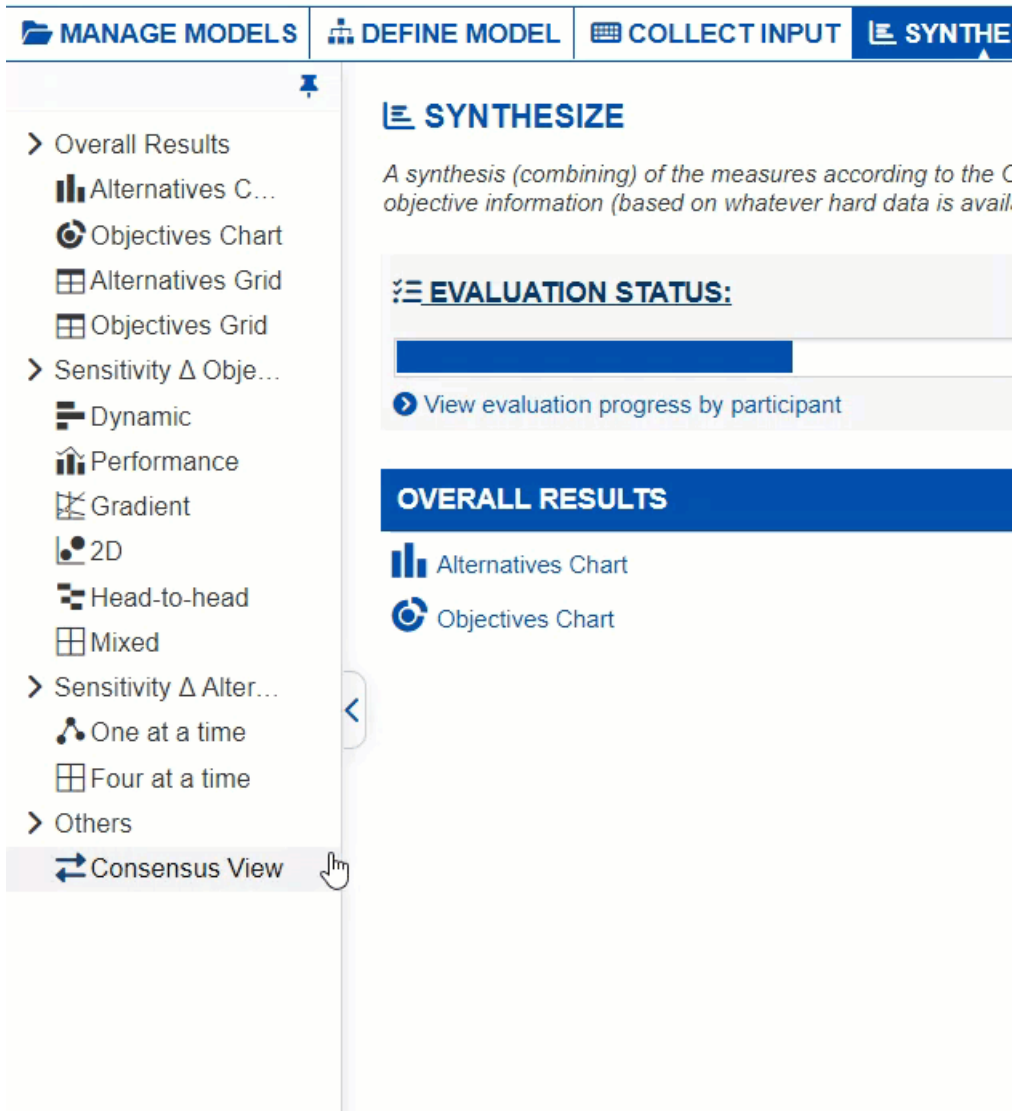 MANAGE MODELS
DEFINE MODEL
COLLECT INPUT
SYNTHE
Overall Results
Alternatives C...
Objectives Chart
Alternatives Grid
Objectives Grid
Sensitivity Δ Obje...
Dynamic
Performance
Gradient
2D
Head-to-head
Mixed
Sensitivity Δ Alter...
One at a time
Four at a time
Others
Consensus View
SYNTHESIZE
A synthesis (combining) of the measures according to the
objective information (based on whatever hard data is avail
EVALUATION STATUS:
View evaluation progress by participant
OVERALL RESULTS
Alternatives Chart
Objectives Chart